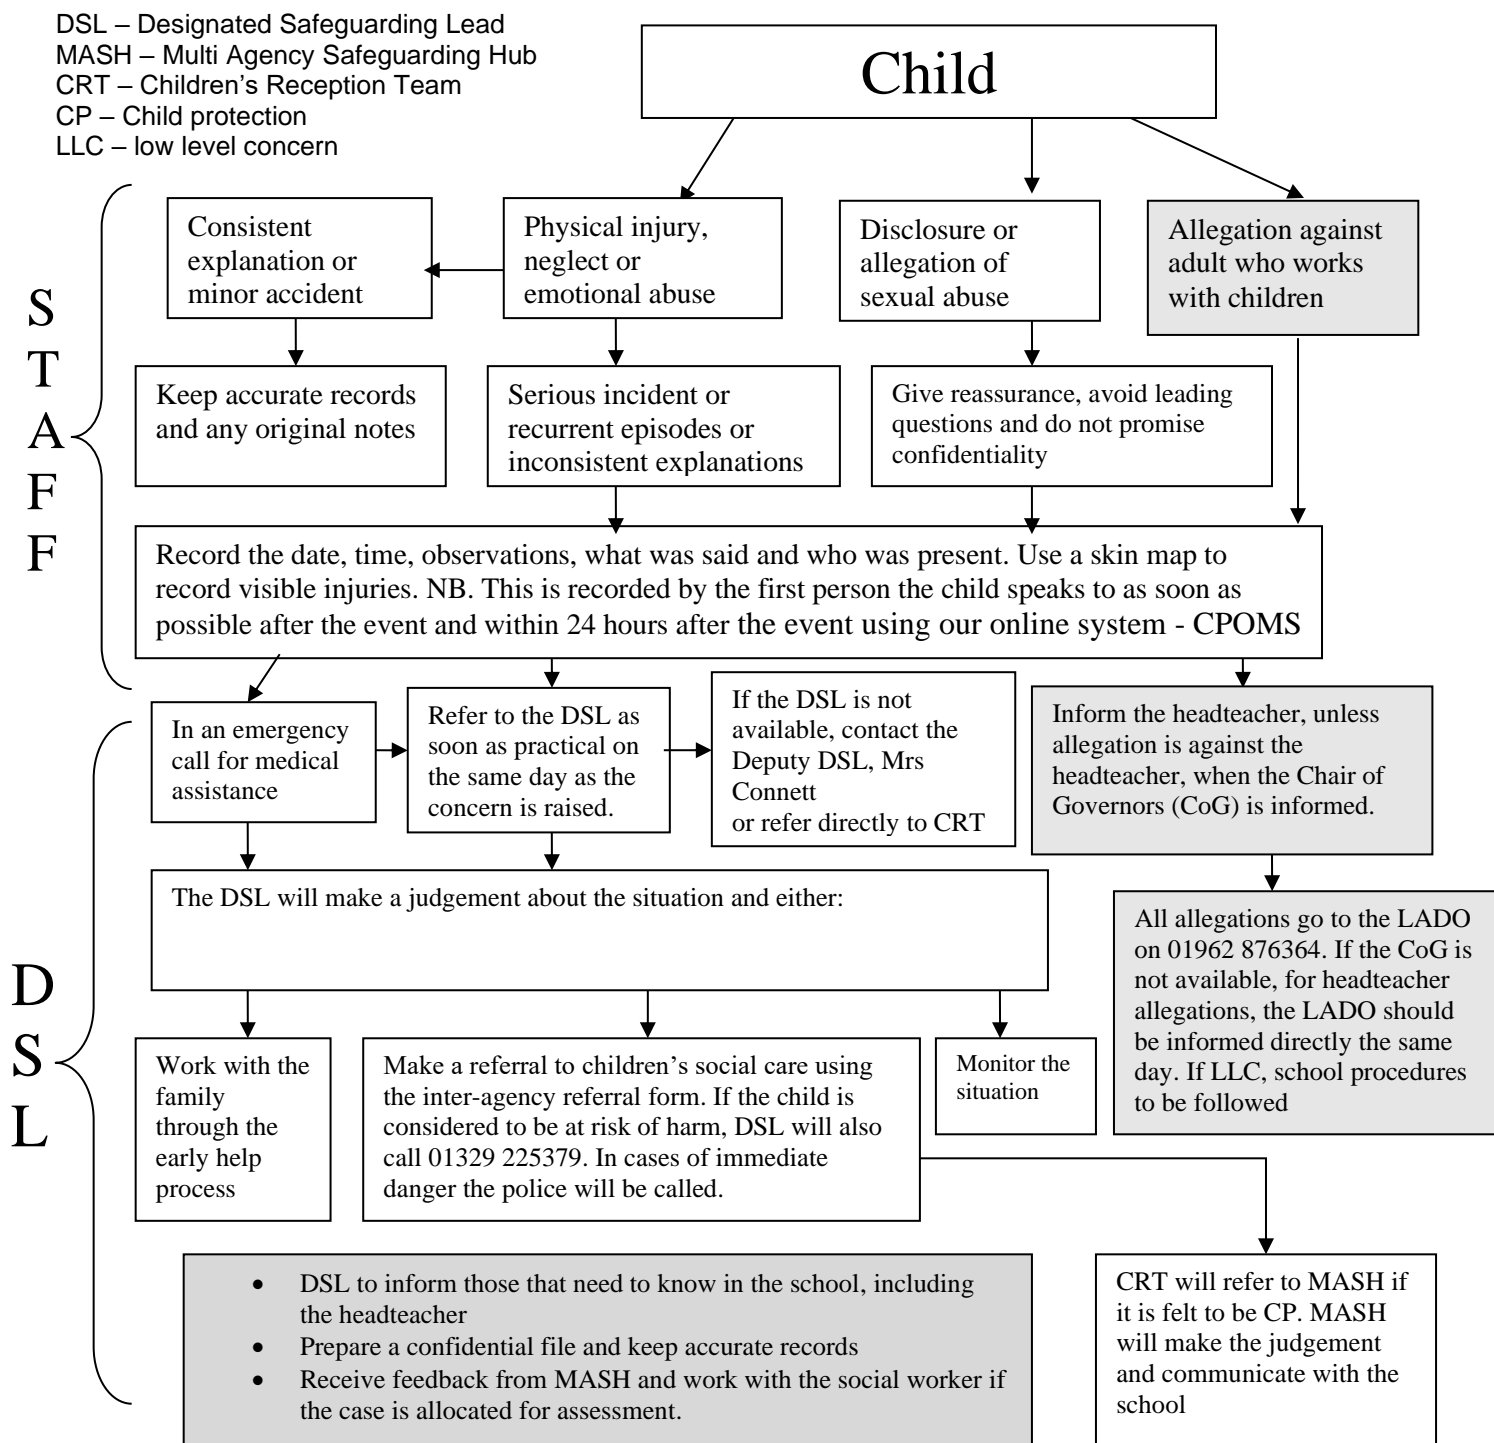 DSL – Designated Safeguarding Lead
MASH – Multi Agency Safeguarding Hub
CRT – Children's Reception Team
CP – Child protection
LLC – low level concern
Child
S
T
A
F
F
Consistent
explanation or
minor accident
Physical injury,
neglect or
emotional abuse
Disclosure or
allegation of
sexual abuse
Allegation against
adult who works
with children
Keep accurate records
and any original notes
Serious incident or
recurrent episodes or
inconsistent explanations
Give reassurance, avoid leading
questions and do not promise
confidentiality
Record the date, time, observations, what was said and who was present. Use a skin map to
record visible injuries. NB. This is recorded by the first person the child speaks to as soon as
possible after the event and within 24 hours after the event using our online system - CPOMS
D
S
L
In an emergency
call for medical
assistance
Refer to the DSL as
soon as practical on
the same day as the
concern is raised.
If the DSL is not
available, contact the
Deputy DSL, Mrs
Connett
or refer directly to CRT
Inform the headteacher, unless
allegation is against the
headteacher, when the Chair of
Governors (CoG) is informed.
The DSL will make a judgement about the situation and either:
All allegations go to the LADO
on 01962 876364. If the CoG is
not available, for headteacher
allegations, the LADO should
be informed directly the same
day. If LLC, school procedures
to be followed
Work with the
family
through the
early help
process
Make a referral to children's social care using
the inter-agency referral form. If the child is
considered to be at risk of harm, DSL will also
call 01329 225379. In cases of immediate
danger the police will be called.
Monitor the
situation
• DSL to inform those that need to know in the school, including
the headteacher
• Prepare a confidential file and keep accurate records
• Receive feedback from MASH and work with the social worker if
the case is allocated for assessment.
CRT will refer to MASH if
it is felt to be CP. MASH
will make the judgement
and communicate with the
school